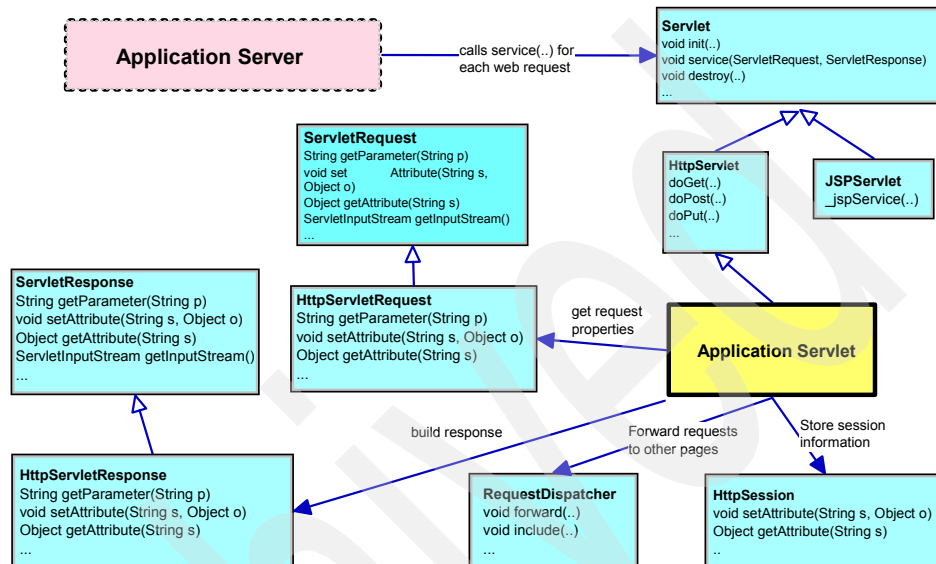 Application Server
calls service(..) for
each web request
Servlet
void init(..)
void service(ServletRequest, ServletResponse)
void destroy(..)
...
ServletRequest
String getParameter(String p)
void set Attribute(String s,
Object o)
Object getAttribute(String s)
ServletInputStream getInputStream()
...
HttpServlet
doGet(..)
doPost(..)
doPut(..)
...
JSPServlet
_jspService(..)
ServletResponse
String getParameter(String p)
void setAttribute(String s, Object o)
Object getAttribute(String s)
ServletInputStream getInputStream()
...
HttpServletRequest
String getParameter(String p)
void setAttribute(String s, Object o)
Object getAttribute(String s)
...
get request
properties
Application Servlet
build response
Forward requests
to other pages
Store session
information
HttpServletResponse
String getParameter(String p)
void setAttribute(String s, Object o)
Object getAttribute(String s)
...
RequestDispatcher
void forward(..)
void include(..)
...
HttpSession
void setAttribute(String s, Object o)
Object getAttribute(String s)
..